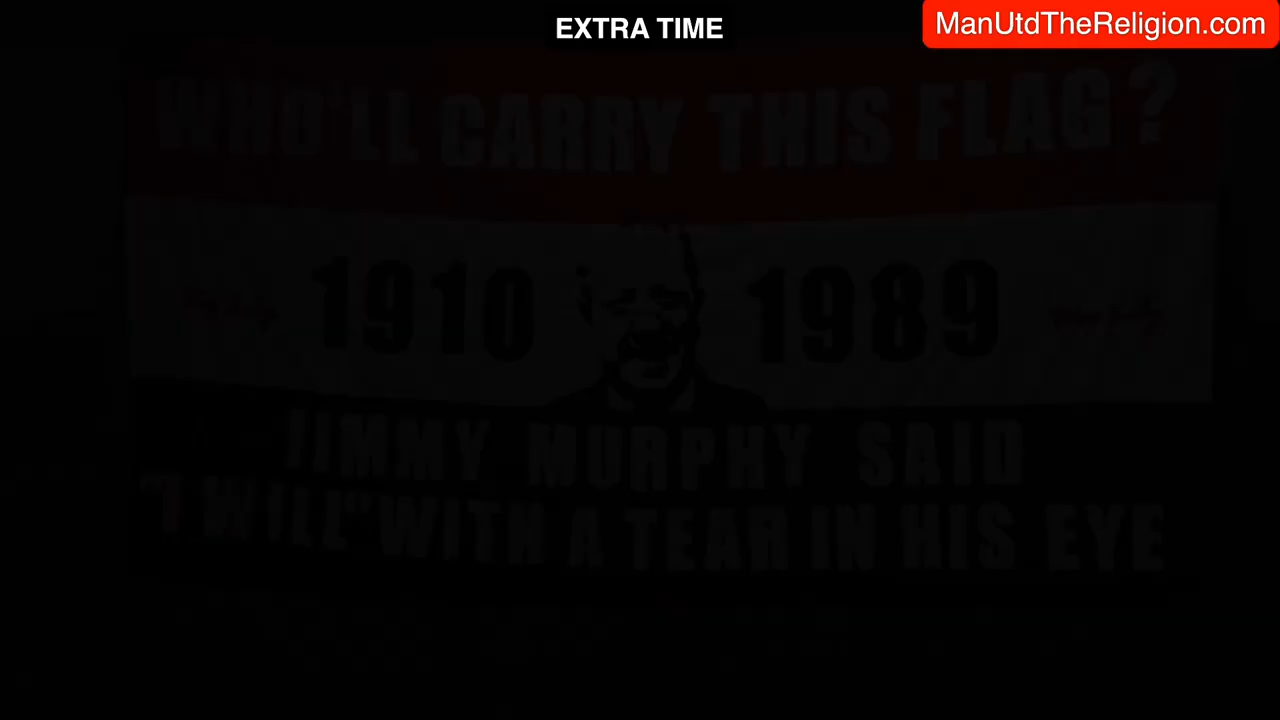 EXTRA TIME
ManUtdTheReligion.com
WHO'LL CARRY THIS FLAG?
1910 1989
JIMMY MURPHY SAID
"I WILL" WITH A TEAR IN HIS EYE